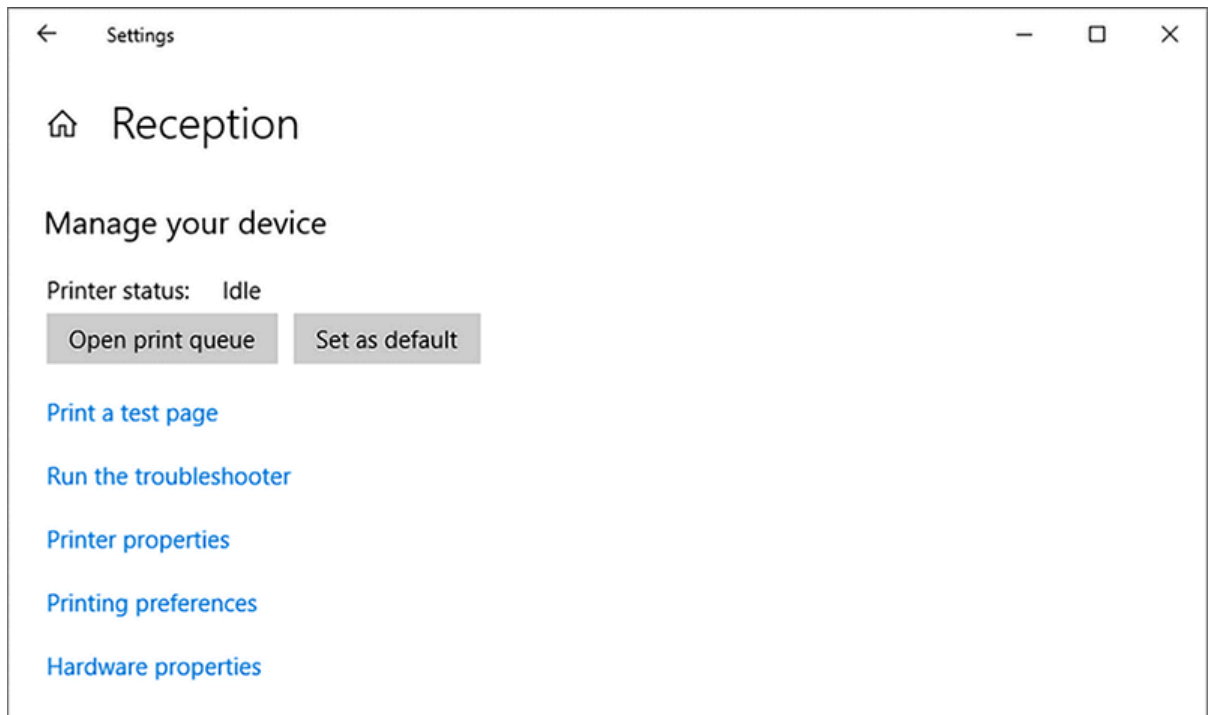 Settings
Reception
Manage your device
Printer status: Idle
Open print queue Set as default
Print a test page
Run the troubleshooter
Printer properties
Printing preferences
Hardware properties